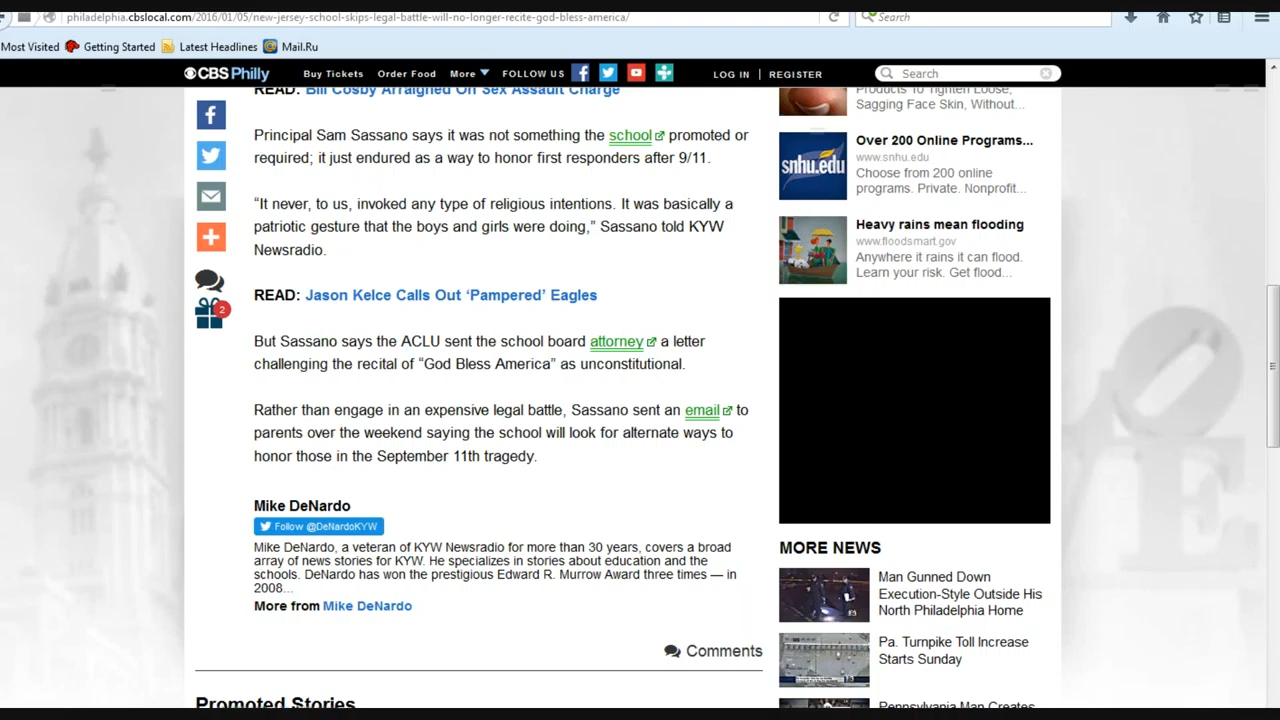 philadelphia.cbslocal.com/2016/01/05/new-jersey-school-skips-legal-battle-will-no-longer-recite-god-bless-america/
Search
Most Visited
Getting Started
Latest Headlines
Mail.Ru
CBS Philly
Buy Tickets
Order Food
More
FOLLOW US
LOG IN | REGISTER
Search
READ: Bill Cosby Arraigned On Sex Assault Charge
Principal Sam Sassano says it was not something the school promoted or
required; it just endured as a way to honor first responders after 9/11.
“It never, to us, invoked any type of religious intentions. It was basically a
patriotic gesture that the boys and girls were doing,” Sassano told KYW
Newsradio.
2
READ: Jason Kelce Calls Out ‘Pampered’ Eagles
But Sassano says the ACLU sent the school board attorney a letter
challenging the recital of “God Bless America” as unconstitutional.
Rather than engage in an expensive legal battle, Sassano sent an email to
parents over the weekend saying the school will look for alternate ways to
honor those in the September 11th tragedy.
Mike DeNardo
Follow @DeNardoKYW
Mike DeNardo, a veteran of KYW Newsradio for more than 30 years, covers a broad
array of news stories for KYW. He specializes in stories about education and the
schools. DeNardo has won the prestigious Edward R. Murrow Award three times — in
2008...
More from Mike DeNardo
Comments
Promoted Stories
Products To Tighten Loose,
Sagging Face Skin, Without...
snhu.edu
Over 200 Online Programs...
www.snhu.edu
Choose from 200 online
programs. Private. Nonprofit...
Heavy rains mean flooding
www.floodsmart.gov
Anywhere it rains it can flood.
Learn your risk. Get flood...
MORE NEWS
Man Gunned Down
Execution-Style Outside His
North Philadelphia Home
Pa. Turnpike Toll Increase
Starts Sunday
Pennsylvania Man Creates